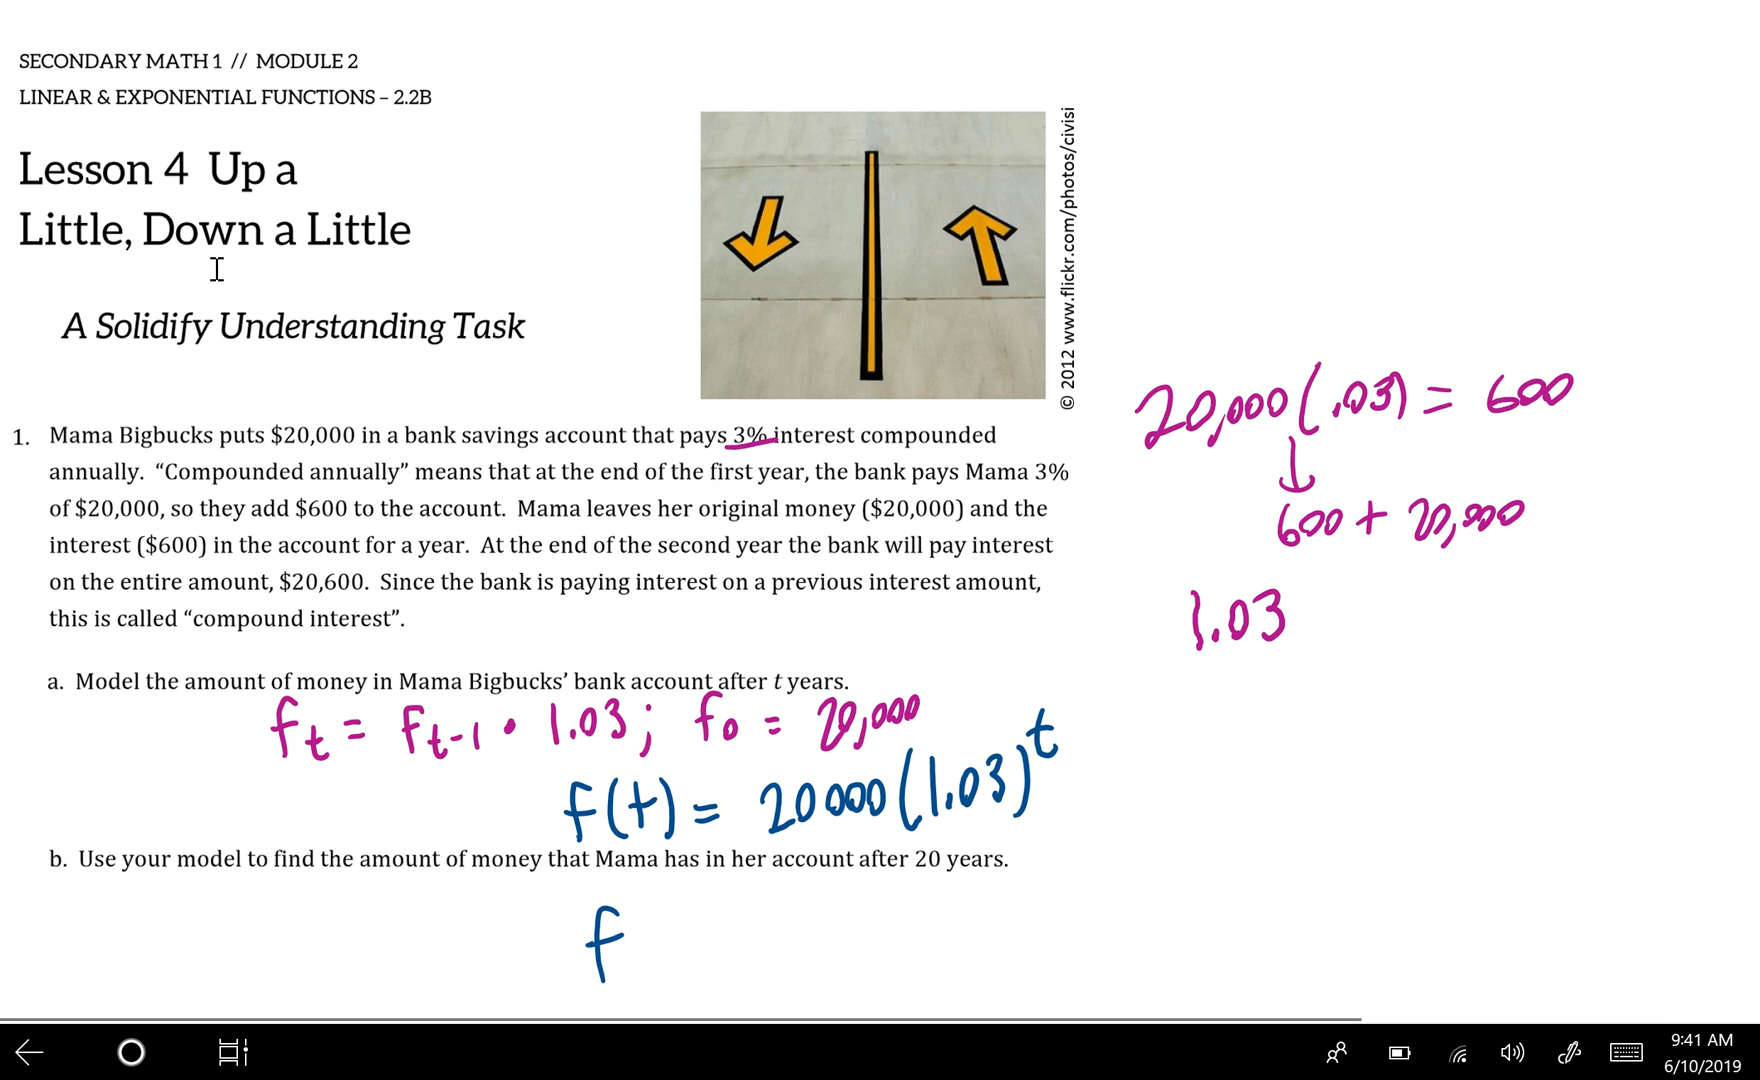 SECONDARY MATH 1 // MODULE 2
LINEAR & EXPONENTIAL FUNCTIONS – 2.2B
Lesson 4 Up a
Little, Down a Little
A Solidify Understanding Task
© 2012 www.flickr.com/photos/civisi
20,000(.03) = 600
600 + 20,000
1.03
1. Mama Bigbucks puts $20,000 in a bank savings account that pays 3% interest compounded
annually. “Compounded annually” means that at the end of the first year, the bank pays Mama 3%
of $20,000, so they add $600 to the account. Mama leaves her original money ($20,000) and the
interest ($600) in the account for a year. At the end of the second year the bank will pay interest
on the entire amount, $20,600. Since the bank is paying interest on a previous interest amount,
this is called “compound interest”.
a. Model the amount of money in Mama Bigbucks’ bank account after t years.
f_t = f_t-1 • 1.03; f_0 = 20,000
f(t) = 20000(1.03)^t
b. Use your model to find the amount of money that Mama has in her account after 20 years.
f
9:41 AM
6/10/2019